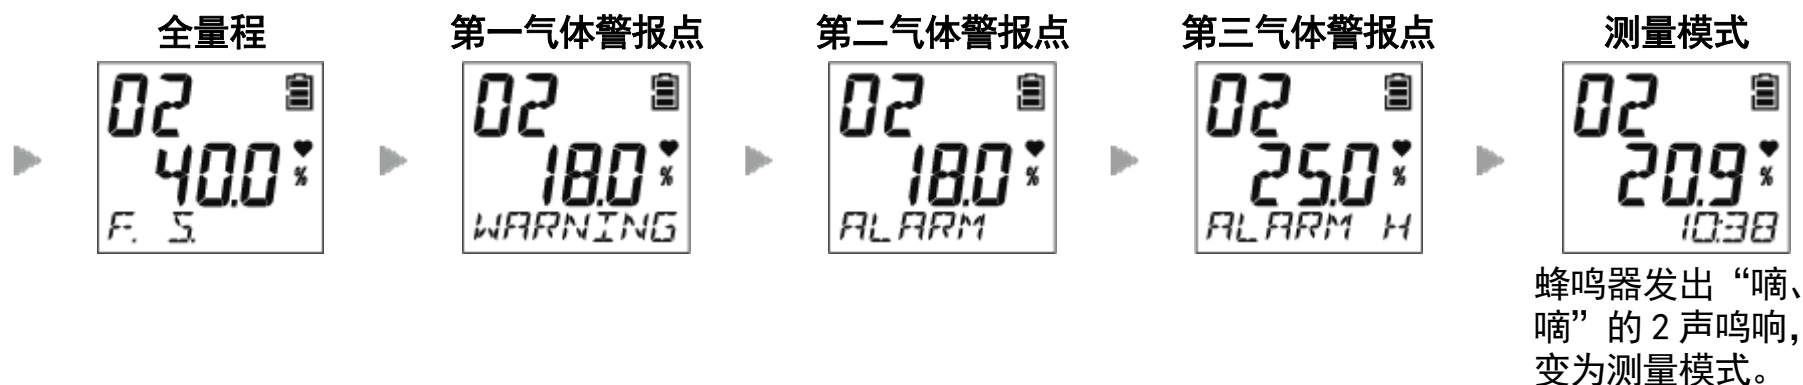 全量程
02
40.0 %
F. S.
第一气体警报点
02
18.0 %
WARNING
第二气体警报点
02
18.0 %
ALARM
第三气体警报点
02
25.0 %
ALARM H
测量模式
02
20.9 %
10:38
蜂鸣器发出“嘀、
嘀”的 2 声鸣响，
变为测量模式。